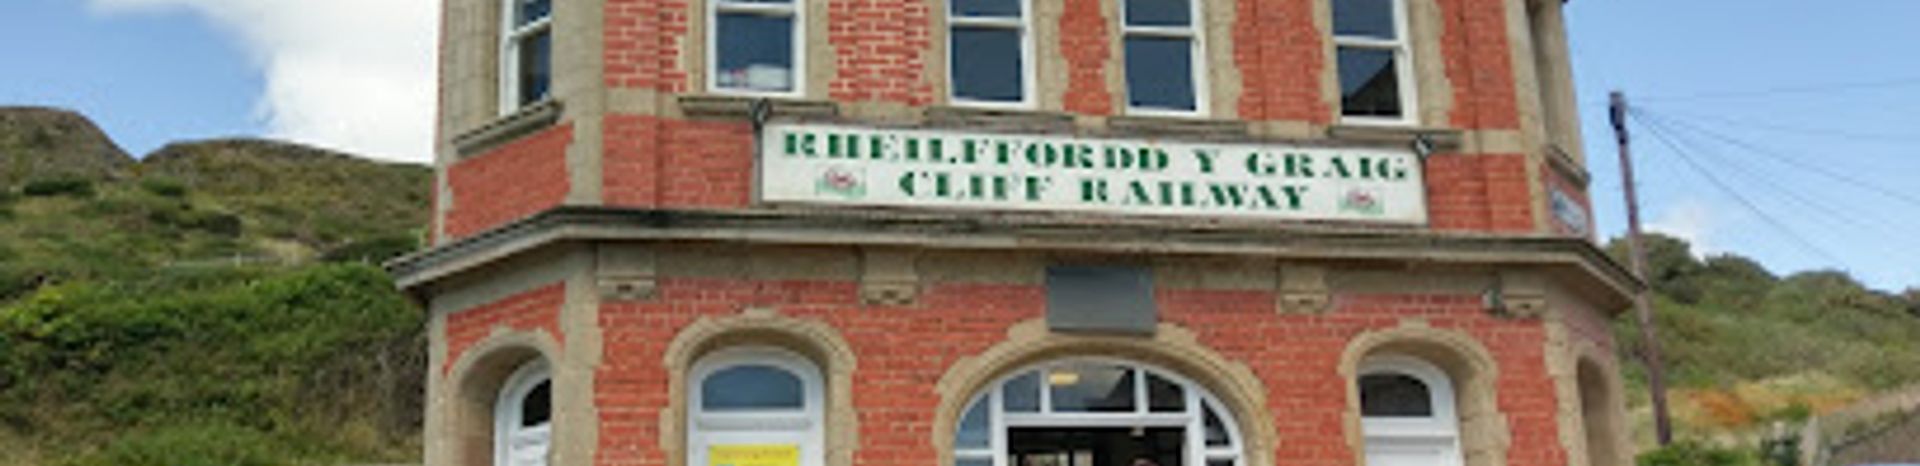 RHEILFFORDD Y GRAIG
CLIFF RAILWAY